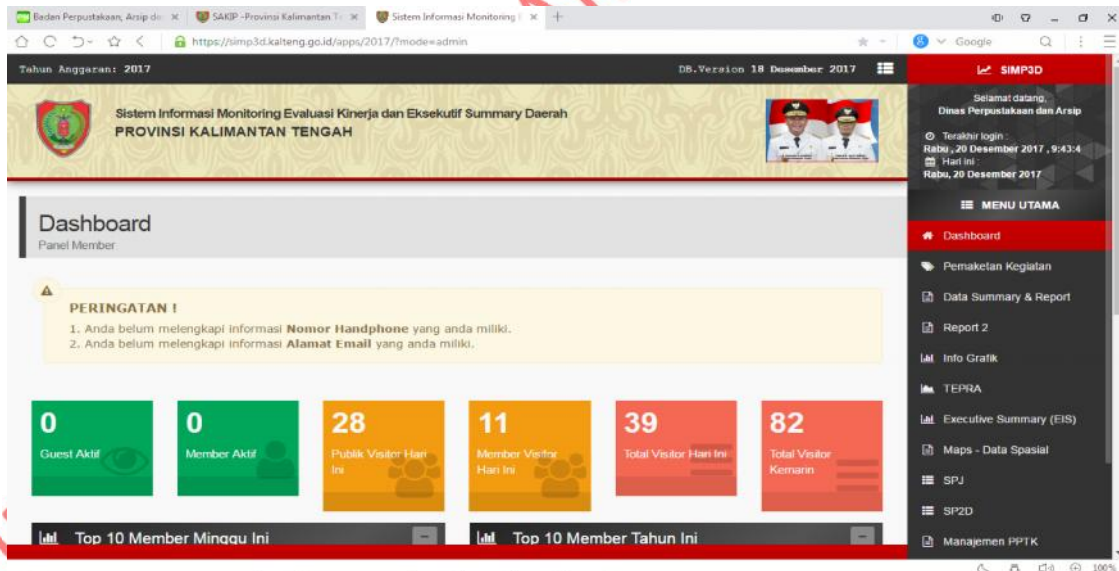 Badan Perpustakaan, Arsip da
SAKIP -Provinsi Kalimantan T
Sistem Informasi Monitoring
https://simp3d.kalteng.go.id/apps/2017/?mode=admin
Google
Tahun Anggaran: 2017
DB.Version 18 Desember 2017
SIMP3D
Sistem Informasi Monitoring Evaluasi Kinerja dan Eksekutif Summary Daerah
PROVINSI KALIMANTAN TENGAH
Selamat datang,
Dinas Perpustakaan dan Arsip
Terakhir login :
Rabu , 20 Desember 2017 , 9:43:4
Hari ini :
Rabu, 20 Desember 2017
MENU UTAMA
Dashboard
Pemaketan Kegiatan
Data Summary & Report
Report 2
Info Grafik
TEPRA
Executive Summary (EIS)
Maps - Data Spasial
SPJ
SP2D
Manajemen PPTK
Dashboard
Panel Member
PERINGATAN !
1. Anda belum melengkapi informasi Nomor Handphone yang anda miliki.
2. Anda belum melengkapi informasi Alamat Email yang anda miliki.
0
Guest Aktif
0
Member Aktif
28
Publik Visitor Hari
Ini
11
Member Visitor
Hari Ini
39
Total Visitor Hari Ini
82
Total Visitor
Kemarin
Top 10 Member Minggu Ini
Top 10 Member Tahun Ini
100%